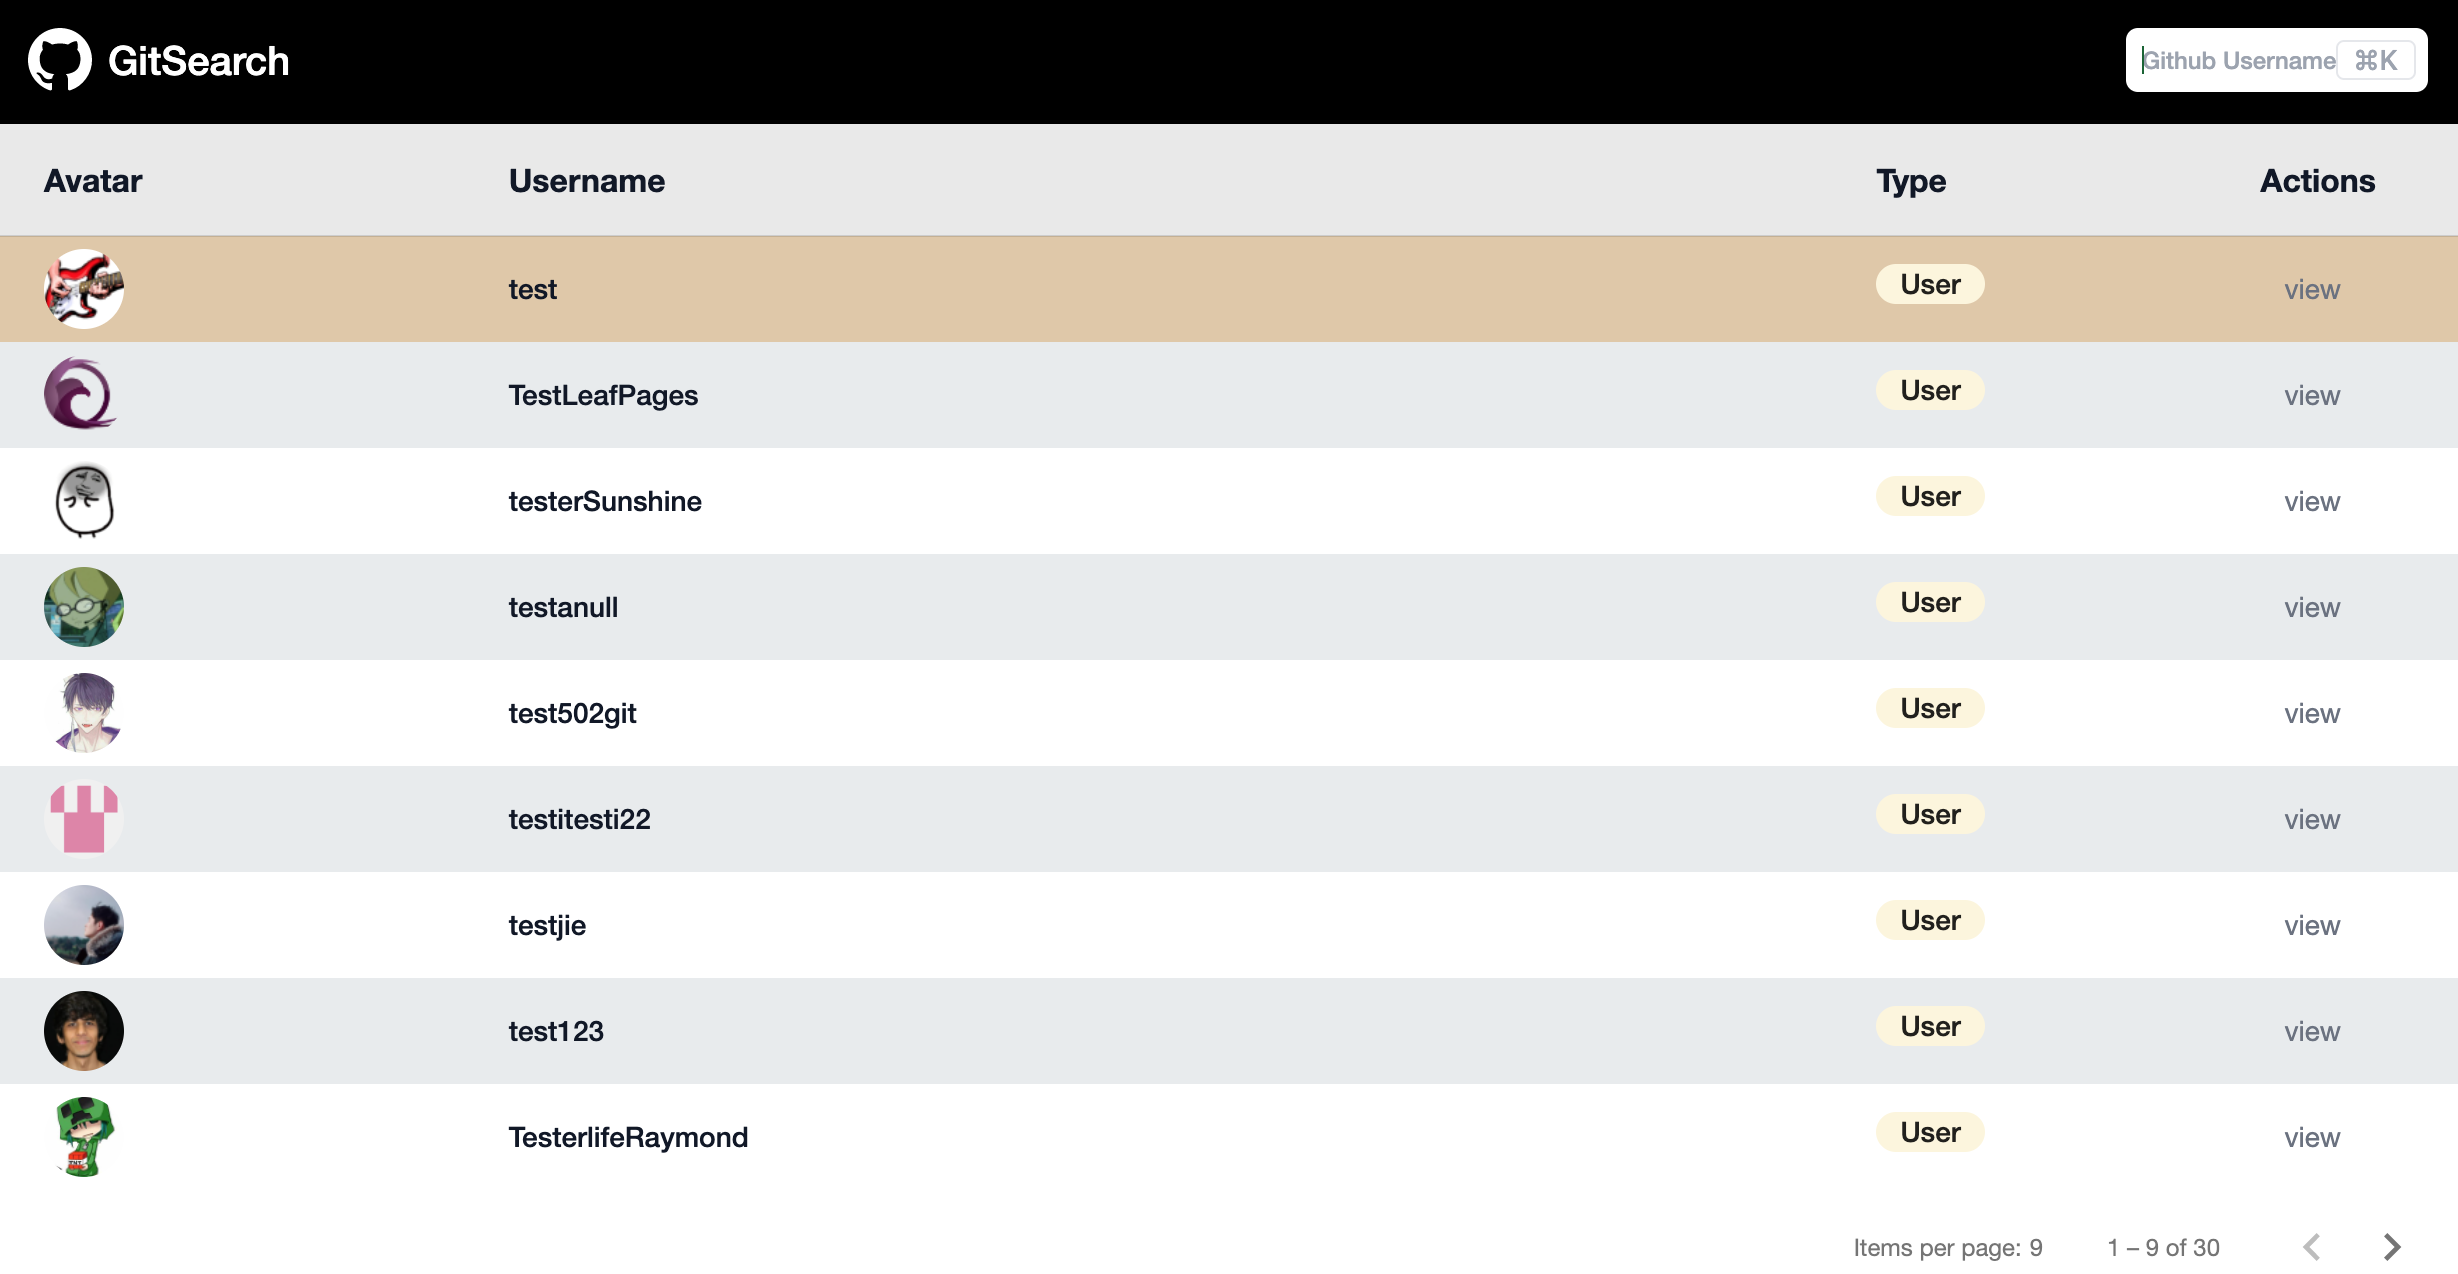 GitSearch
Github Username ⌘K
Avatar Username Type Actions
test User view
TestLeafPages User view
testerSunshine User view
testanull User view
test502git User view
testitesti22 User view
testjie User view
test123 User view
TesterlifeRaymond User view
Items per page: 9 1 – 9 of 30